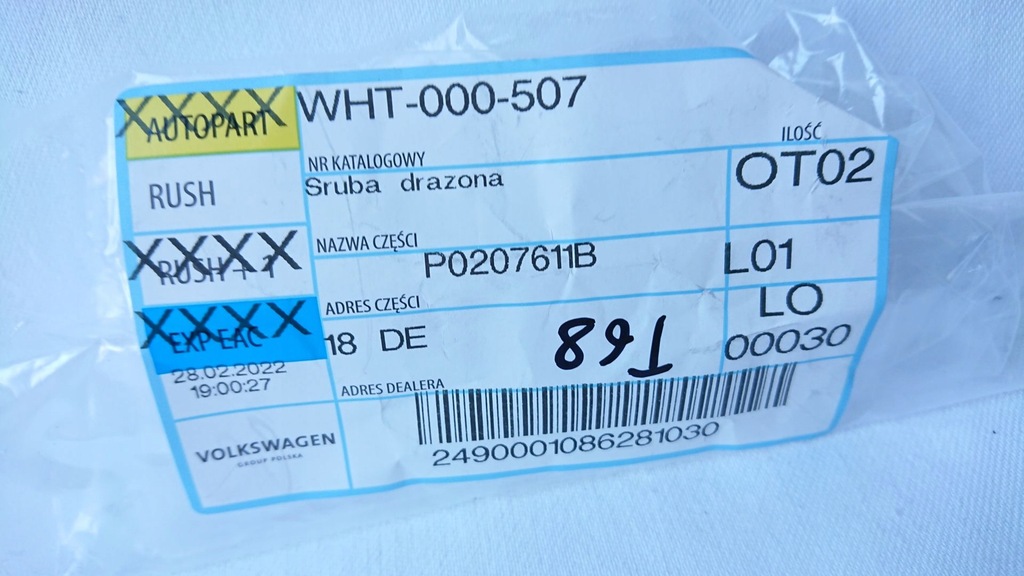 XXXX
AUTOPART
WHT-000-507
NR KATALOGOWY
ILOŚĆ
RUSH
Sruba drazona
OT02
XXXX
RUSH + 1
NAZWA CZĘŚCI
P0207611B
L01
XXXX
EXP EAC
ADRES CZĘŚCI
LO
18 DE
00030
28.02.2022
19:00:27
ADRES DEALERA
VOLKSWAGEN
GROUP POLSKA
2490001086281030